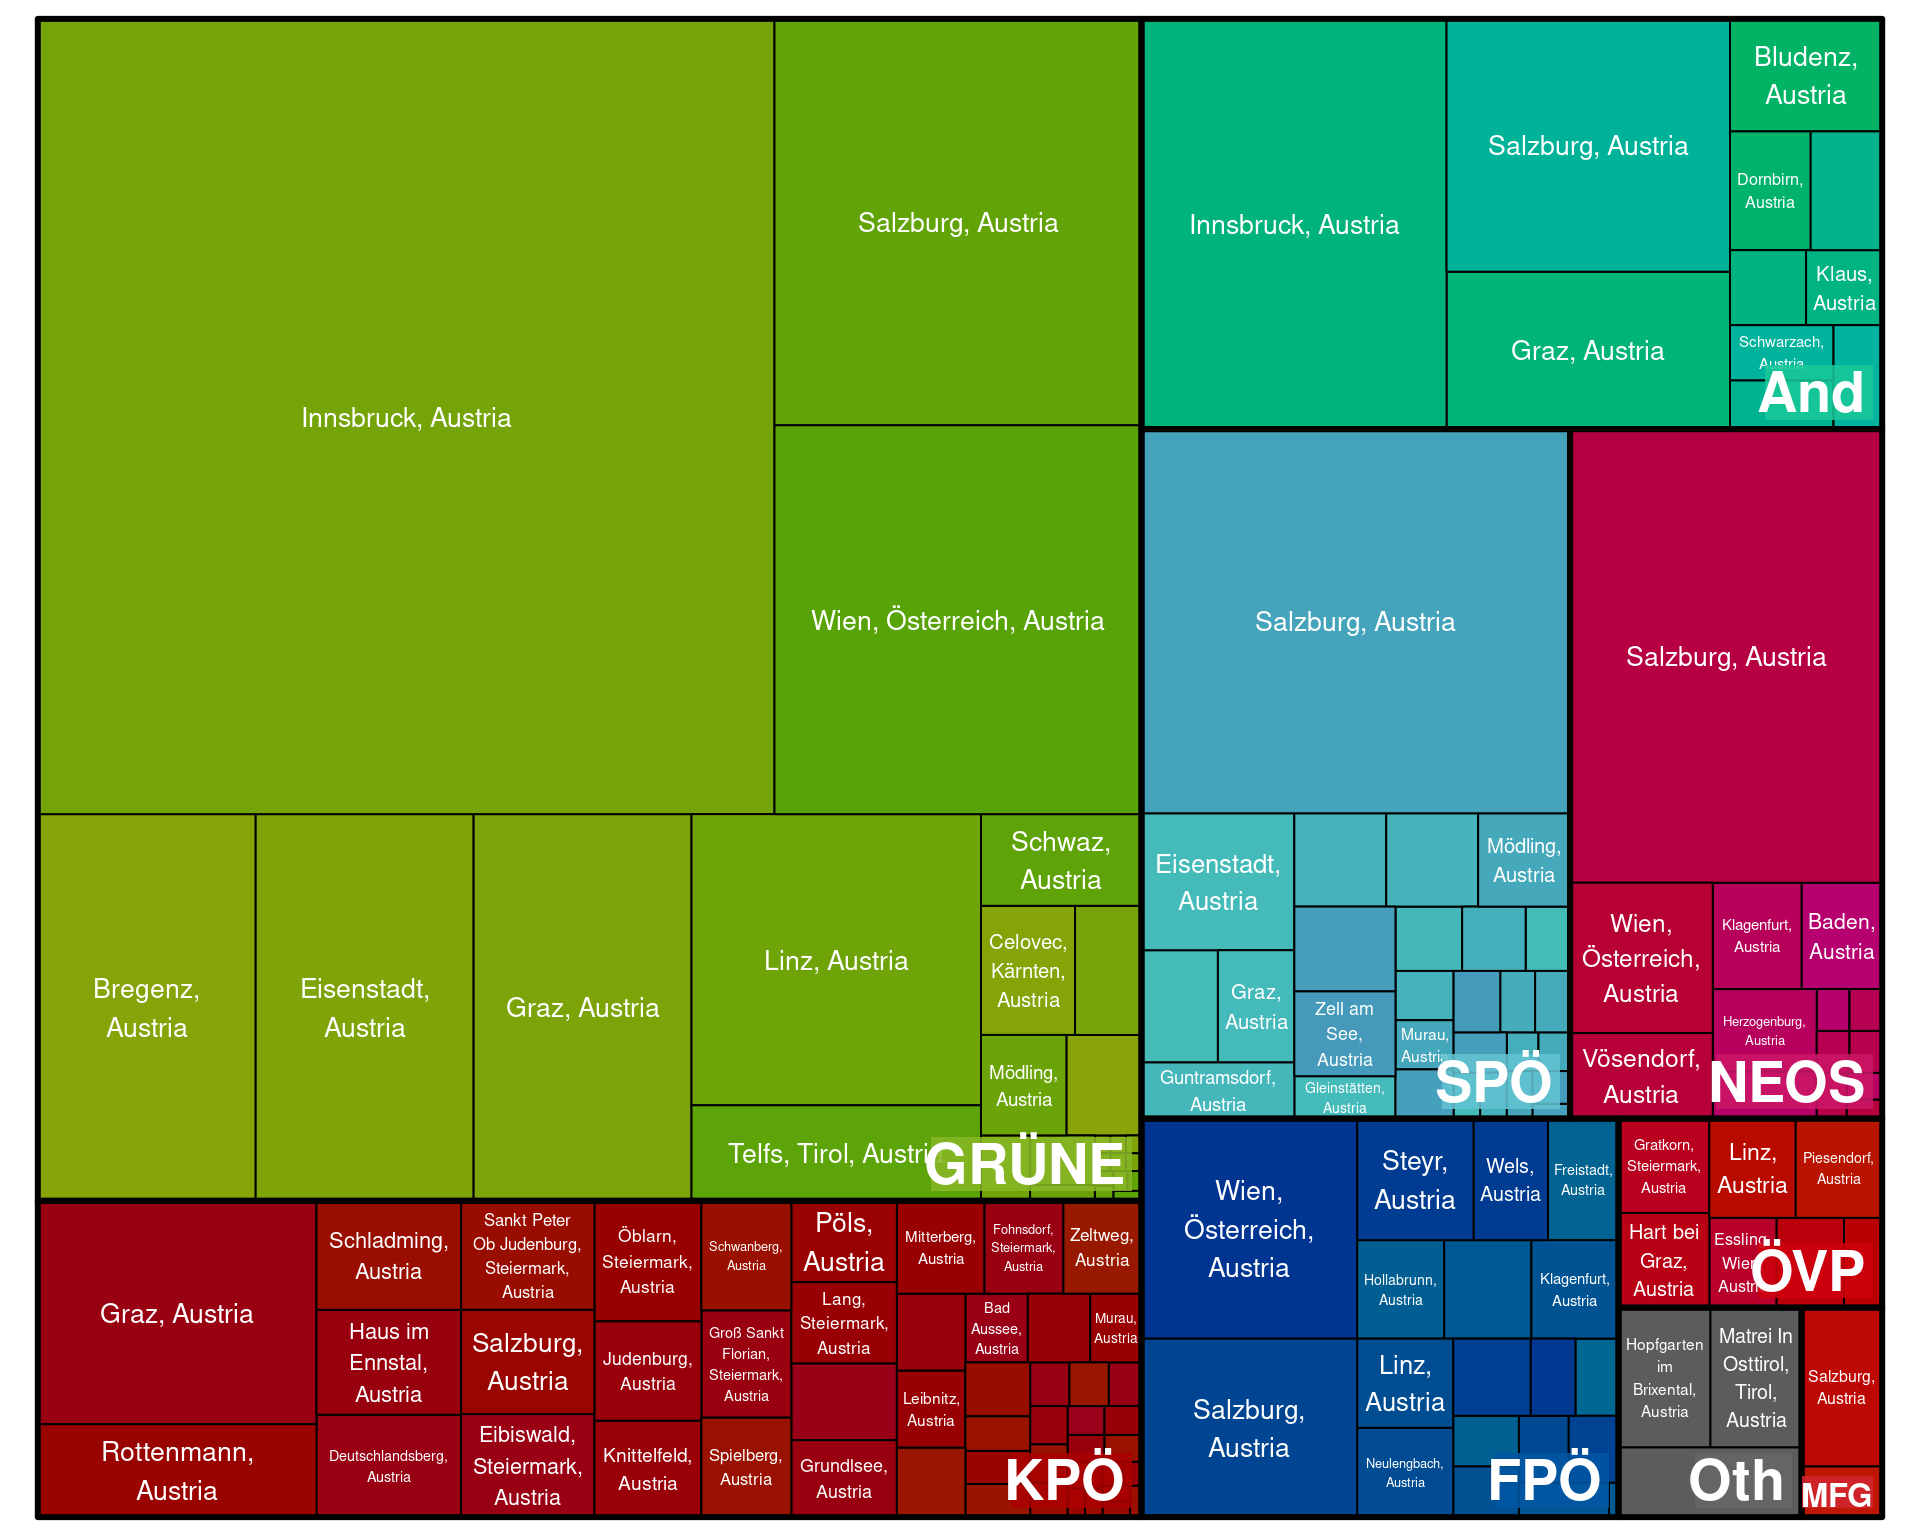 Innsbruck, Austria
Salzburg, Austria
Wien, Österreich, Austria
Bregenz,
Austria
Eisenstadt,
Austria
Graz, Austria
Linz, Austria
Telfs, Tirol, Austria
Schwaz,
Austria
Celovec,
Kärnten,
Austria
Mödling,
Austria
GRÜNE
Innsbruck, Austria
Salzburg, Austria
Graz, Austria
Bludenz,
Austria
Dornbirn,
Austria
Klaus,
Austria
Schwarzach,
Austria
And
Salzburg, Austria
Eisenstadt,
Austria
Graz,
Austria
Guntramsdorf,
Austria
Mödling,
Austria
Zell am
See,
Austria
Gleinstätten,
Austria
Murau,
Austria
SPÖ
Salzburg, Austria
Wien,
Österreich,
Austria
Vösendorf,
Austria
Klagenfurt,
Austria
Baden,
Austria
Herzogenburg,
Austria
NEOS
Graz, Austria
Rottenmann,
Austria
Schladming,
Austria
Haus im
Ennstal,
Austria
Deutschlandsberg,
Austria
Sankt Peter
Ob Judenburg,
Steiermark,
Austria
Salzburg,
Austria
Eibiswald,
Steiermark,
Austria
Öblarn,
Steiermark,
Austria
Judenburg,
Austria
Knittelfeld,
Austria
Schwanberg,
Austria
Groß Sankt
Florian,
Steiermark,
Austria
Spielberg,
Austria
Pöls,
Austria
Lang,
Steiermark,
Austria
Grundlsee,
Austria
Mitterberg,
Austria
Leibnitz,
Austria
Fohnsdorf,
Steiermark,
Austria
Zeltweg,
Austria
Bad
Aussee,
Austria
Murau,
Austria
KPÖ
Wien,
Österreich,
Austria
Salzburg,
Austria
Steyr,
Austria
Wels,
Austria
Freistadt,
Austria
Hollabrunn,
Austria
Klagenfurt,
Austria
Linz,
Austria
Neulengbach,
Austria
FPÖ
Gratkorn,
Steiermark,
Austria
Hart bei
Graz,
Austria
Linz,
Austria
Piesendorf,
Austria
Essling,
Wien,
Austria
ÖVP
Hopfgarten
im
Brixental,
Austria
Matrei In
Osttirol,
Tirol,
Austria
Oth
Salzburg,
Austria
MFG